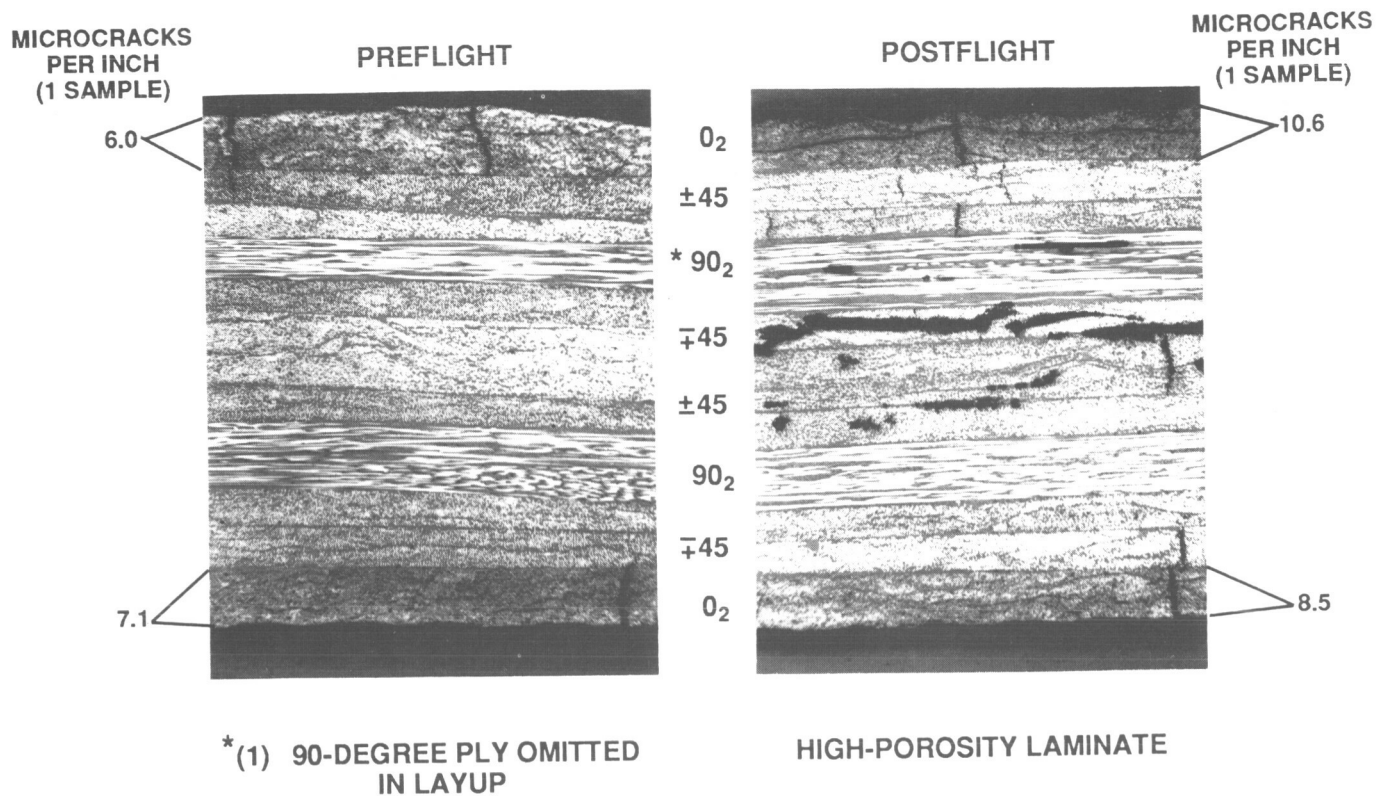 MICROCRACKS
PER INCH
(1 SAMPLE)
PREFLIGHT
POSTFLIGHT
MICROCRACKS
PER INCH
(1 SAMPLE)
6.0
0₂
10.6
±45
* 90₂
∓45
±45
90₂
∓45
7.1
0₂
8.5
*(1) 90-DEGREE PLY OMITTED
IN LAYUP
HIGH-POROSITY LAMINATE